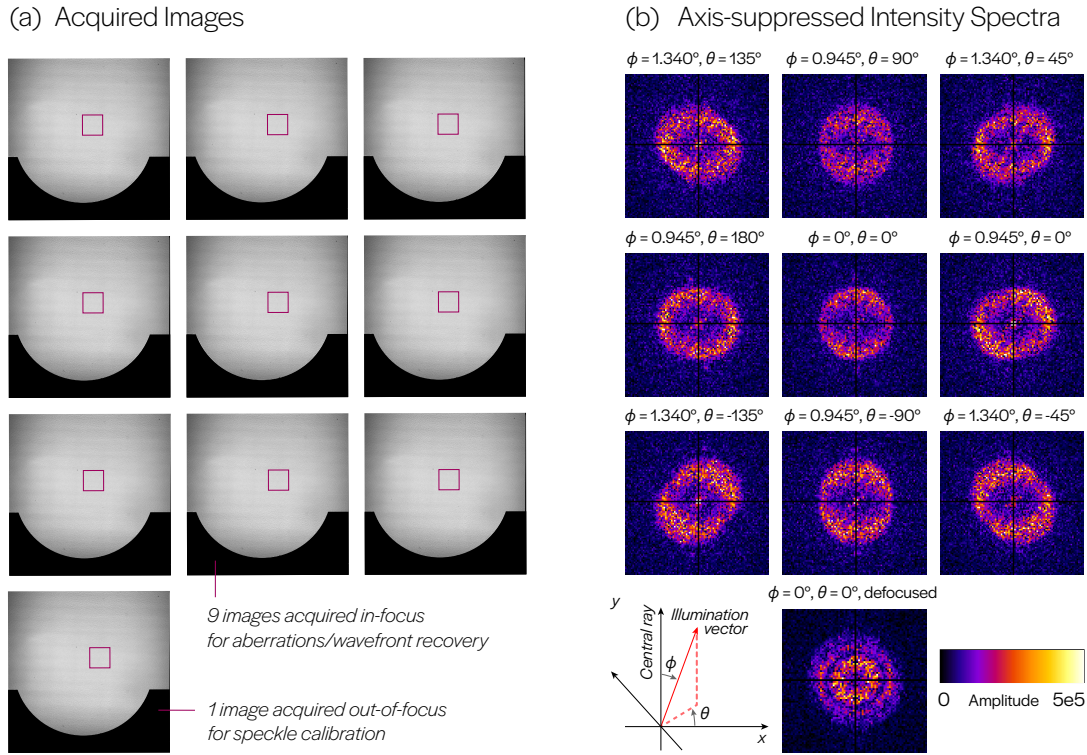 (a) Acquired Images
(b) Axis-suppressed Intensity Spectra
ϕ = 1.340°, θ = 135°
ϕ = 0.945°, θ = 90°
ϕ = 1.340°, θ = 45°
ϕ = 0.945°, θ = 180°
ϕ = 0°, θ = 0°
ϕ = 0.945°, θ = 0°
ϕ = 1.340°, θ = -135°
ϕ = 0.945°, θ = -90°
ϕ = 1.340°, θ = -45°
9 images acquired in-focus
for aberrations/wavefront recovery
1 image acquired out-of-focus
for speckle calibration
y
Central ray
Illumination
vector
ϕ
θ
x
ϕ = 0°, θ = 0°, defocused
0 Amplitude 5e5